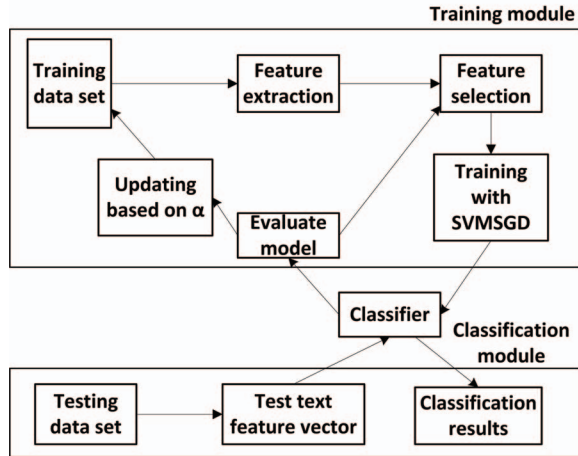 Training module
Training
data set
Feature
extraction
Feature
selection
Updating
based on α
Evaluate
model
Training
with
SVMSGD
Classifier
Classification
module
Testing
data set
Test text
feature vector
Classification
results